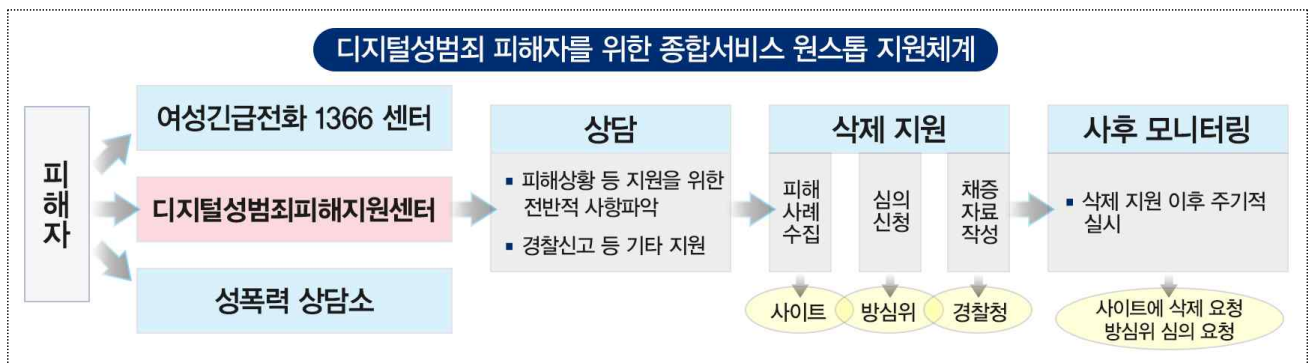 디지털성범죄 피해자를 위한 종합서비스 원스톱 지원체계
피해자
여성긴급전화 1366 센터
디지털성범죄피해지원센터
성폭력 상담소
상담
▪ 피해상황 등 지원을 위한
전반적 사항파악
▪ 경찰신고 등 기타 지원
삭제 지원
피해
사례
수집
심의
신청
채증
자료
작성
사이트
방심위
경찰청
사후 모니터링
▪ 삭제 지원 이후 주기적
실시
사이트에 삭제 요청
방심위 심의 요청